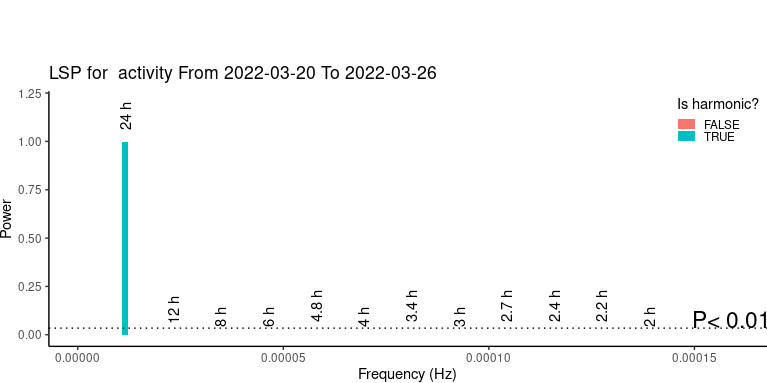 LSP for  activity From 2022-03-20 To 2022-03-26
Is harmonic?
FALSE
TRUE
Power
1.25
1.00
0.75
0.50
0.25
0.00
24 h
12 h
8 h
6 h
4.8 h
4 h
3.4 h
3 h
2.7 h
2.4 h
2.2 h
2 h
P< 0.01
0.00000
0.00005
0.00010
0.00015
Frequency (Hz)